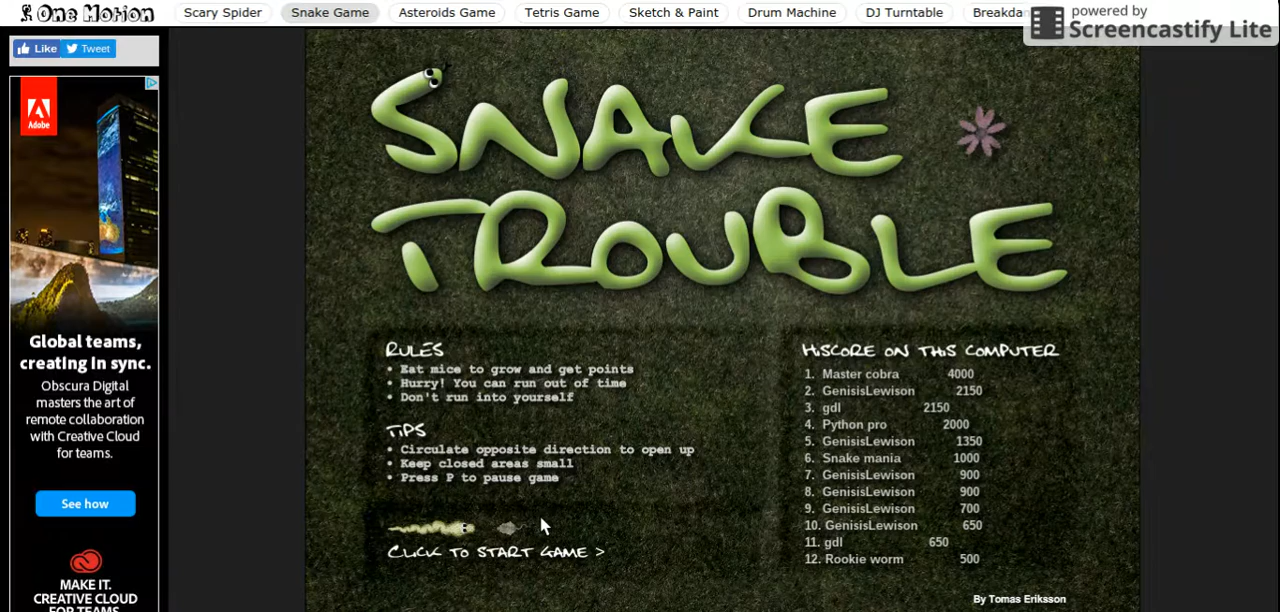 One Motion
Scary Spider
Snake Game
Asteroids Game
Tetris Game
Sketch & Paint
Drum Machine
DJ Turntable
Breakda
powered by
Screencastify Lite
Like
Tweet
Adobe
Global teams,
creating in sync.
Obscura Digital
masters the art of
remote collaboration
with Creative Cloud
for teams.
See how
MAKE IT.
CREATIVE CLOUD
FOR TEAMS.
SNAKE
TROUBLE
RULES
• Eat mice to grow and get points
• Hurry! You can run out of time
• Don't run into yourself
TIPS
• Circulate opposite direction to open up
• Keep closed areas small
• Press P to pause game
CLICK TO START GAME >
HISCORE ON THIS COMPUTER
1. Master cobra 4000
2. GenisisLewison 2150
3. gdl 2150
4. Python pro 2000
5. GenisisLewison 1350
6. Snake mania 1000
7. GenisisLewison 900
8. GenisisLewison 900
9. GenisisLewison 700
10. GenisisLewison 650
11. gdl 650
12. Rookie worm 500
By Tomas Eriksson